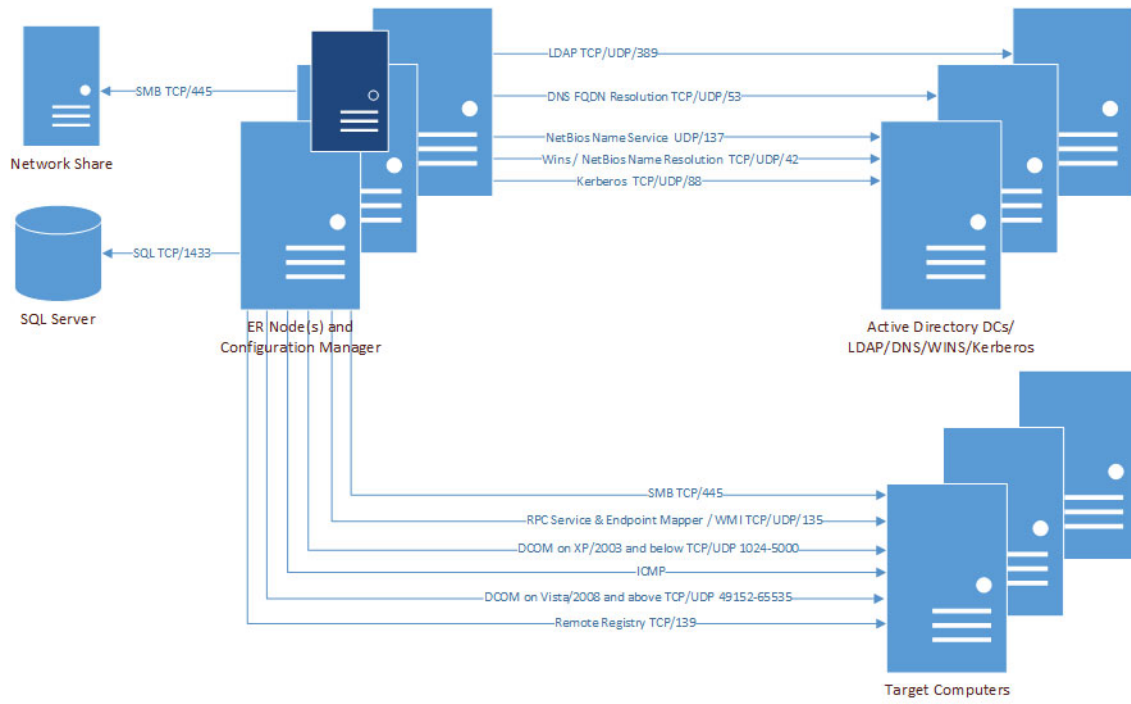 LDAP TCP/UDP/389
SMB TCP/445
DNS FQDN Resolution TCP/UDP/53
NetBios Name Service UDP/137
Wins / NetBios Name Resolution TCP/UDP/42
Kerberos TCP/UDP/88
Network Share
SQL TCP/1433
SQL Server
ER Node(s) and
Configuration Manager
Active Directory DCs/
LDAP/DNS/WINS/Kerberos
SMB TCP/445
RPC Service & Endpoint Mapper / WMI TCP/UDP/135
DCOM on XP/2003 and below TCP/UDP 1024-5000
ICMP
DCOM on Vista/2008 and above TCP/UDP 49152-65535
Remote Registry TCP/139
Target Computers